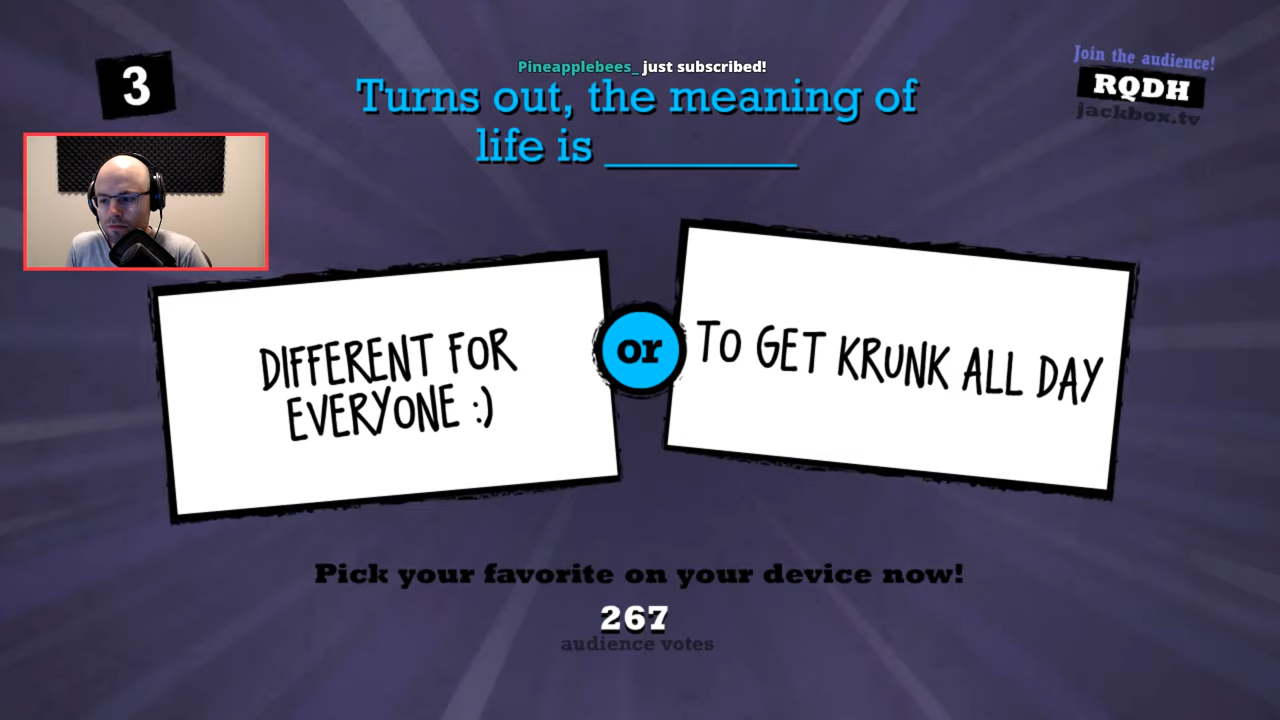 3
Pineapplebees_ just subscribed!
Join the audience!
RQDH
jackbox.tv
Turns out, the meaning of
life is ________
DIFFERENT FOR
EVERYONE :)
or
TO GET KRUNK ALL DAY
Pick your favorite on your device now!
267
audience votes